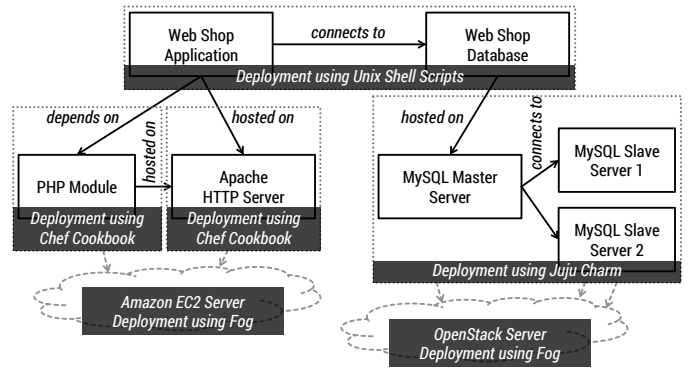 Web Shop
Application
connects to
Web Shop
Database
Deployment using Unix Shell Scripts
depends on
hosted on
hosted on
hosted on
connects to
PHP Module
Apache
HTTP Server
Deployment using
Chef Cookbook
Deployment using
Chef Cookbook
MySQL Master
Server
MySQL Slave
Server 1
MySQL Slave
Server 2
Deployment using Juju Charm
Amazon EC2 Server
Deployment using Fog
OpenStack Server
Deployment using Fog